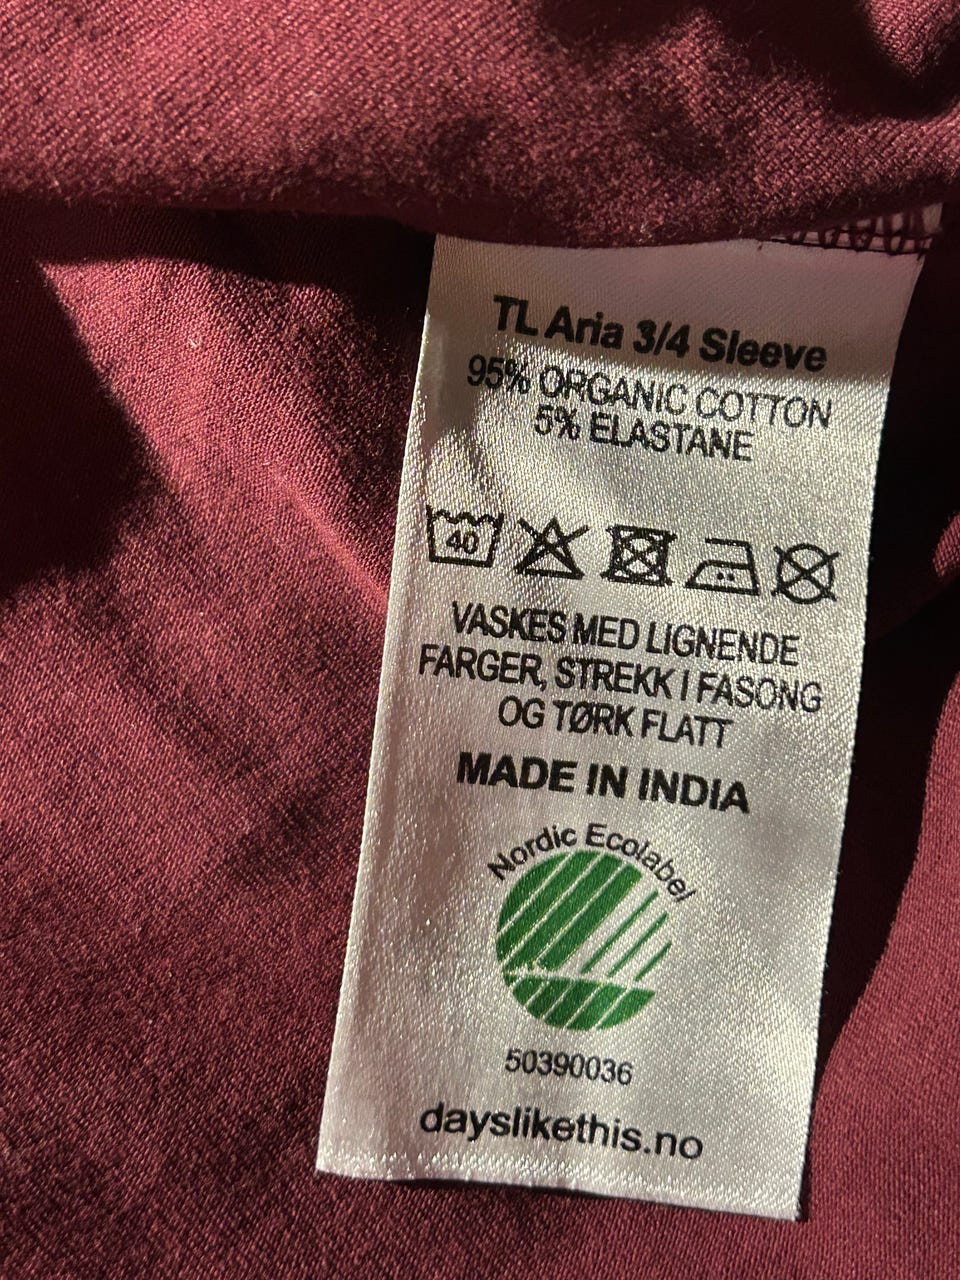 TL Aria 3/4 Sleeve
95% ORGANIC COTTON
5% ELASTANE
40
VASKES MED LIGNENDE
FARGER, STREKK I FASONG
OG TØRK FLATT
MADE IN INDIA
Nordic Ecolabel
50390036
dayslikethis.no